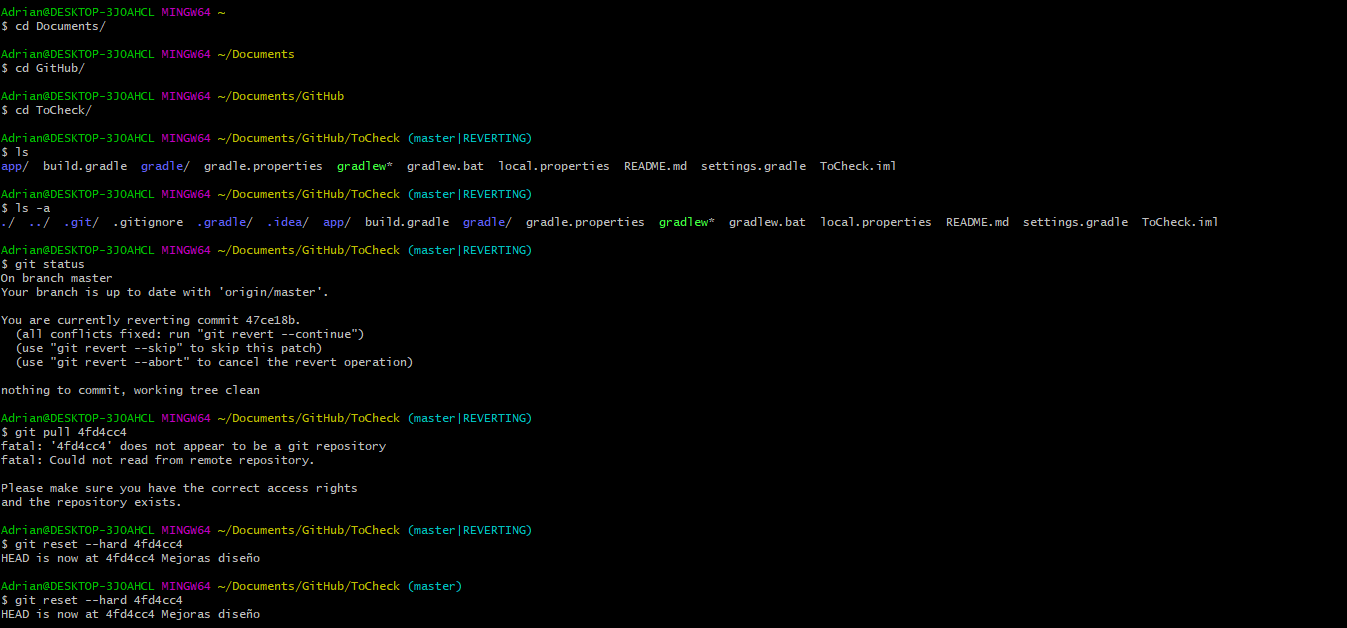 Adrian@DESKTOP-3JOAHCL MINGW64 ~
$ cd Documents/
Adrian@DESKTOP-3JOAHCL MINGW64 ~/Documents
$ cd GitHub/
Adrian@DESKTOP-3JOAHCL MINGW64 ~/Documents/GitHub
$ cd ToCheck/
Adrian@DESKTOP-3JOAHCL MINGW64 ~/Documents/GitHub/ToCheck (master|REVERTING)
$ ls
app/  build.gradle  gradle/  gradle.properties  gradlew*  gradlew.bat  local.properties  README.md  settings.gradle  ToCheck.iml
Adrian@DESKTOP-3JOAHCL MINGW64 ~/Documents/GitHub/ToCheck (master|REVERTING)
$ ls -a
./  ../  .git/  .gitignore  .gradle/  .idea/  app/  build.gradle  gradle/  gradle.properties  gradlew*  gradlew.bat  local.properties  README.md  settings.gradle  ToCheck.iml
Adrian@DESKTOP-3JOAHCL MINGW64 ~/Documents/GitHub/ToCheck (master|REVERTING)
$ git status
On branch master
Your branch is up to date with 'origin/master'.
You are currently reverting commit 47ce18b.
  (all conflicts fixed: run "git revert --continue")
  (use "git revert --skip" to skip this patch)
  (use "git revert --abort" to cancel the revert operation)
nothing to commit, working tree clean
Adrian@DESKTOP-3JOAHCL MINGW64 ~/Documents/GitHub/ToCheck (master|REVERTING)
$ git pull 4fd4cc4
fatal: '4fd4cc4' does not appear to be a git repository
fatal: Could not read from remote repository.
Please make sure you have the correct access rights
and the repository exists.
Adrian@DESKTOP-3JOAHCL MINGW64 ~/Documents/GitHub/ToCheck (master|REVERTING)
$ git reset --hard 4fd4cc4
HEAD is now at 4fd4cc4 Mejoras diseño
Adrian@DESKTOP-3JOAHCL MINGW64 ~/Documents/GitHub/ToCheck (master)
$ git reset --hard 4fd4cc4
HEAD is now at 4fd4cc4 Mejoras diseño